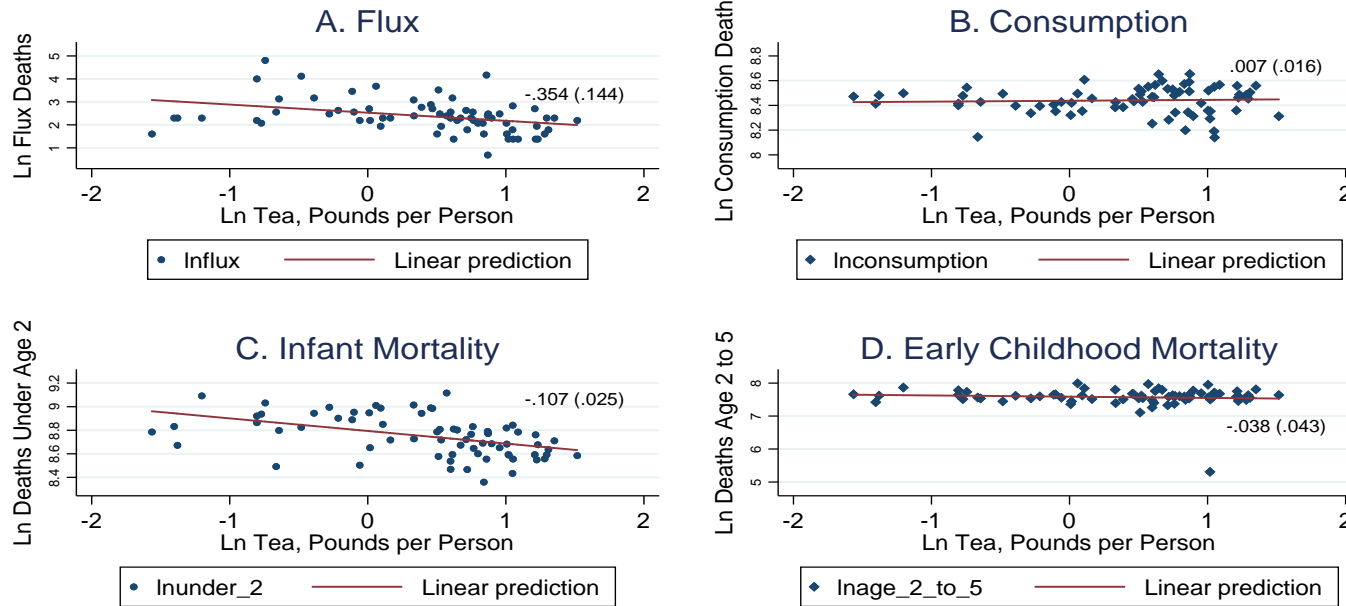 A. Flux
Ln Flux Deaths
5
4
3
2
1
-.354 (.144)
-2 -1 0 1 2
Ln Tea, Pounds per Person
lnflux Linear prediction
B. Consumption
Ln Consumption Death
8.8
8.6
8.4
8.2
8
.007 (.016)
-2 -1 0 1 2
Ln Tea, Pounds per Person
lnconsumption Linear prediction
C. Infant Mortality
Ln Deaths Under Age 2
9.2
9
8.8
8.6
8.4
-.107 (.025)
-2 -1 0 1 2
Ln Tea, Pounds per Person
lnunder_2 Linear prediction
D. Early Childhood Mortality
Ln Deaths Age 2 to 5
8
7
6
5
-.038 (.043)
-2 -1 0 1 2
Ln Tea, Pounds per Person
lnage_2_to_5 Linear prediction